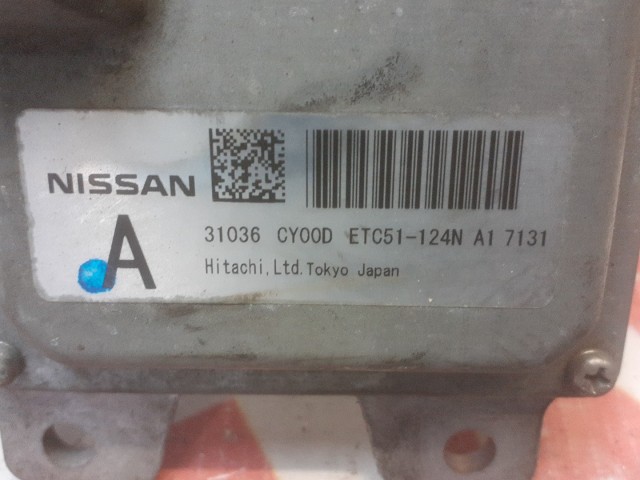 NISSAN
A
31036 CY00D ETC51-124N A1 7131
Hitachi,Ltd.Tokyo Japan